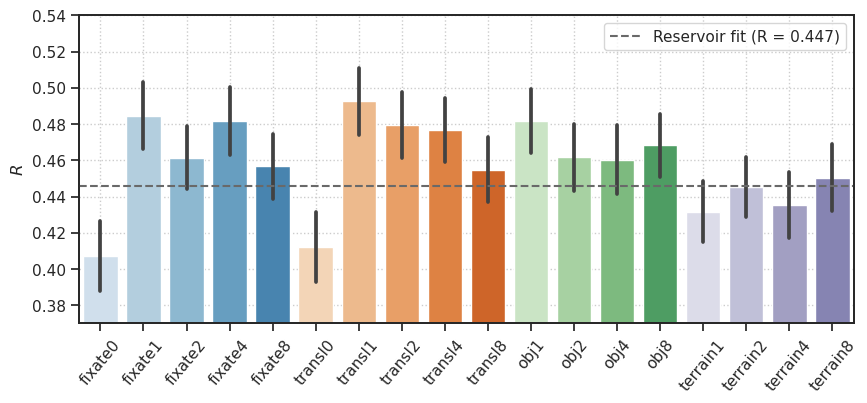 0.54
0.52
0.50
0.48
0.46
0.44
0.42
0.40
0.38
R
Reservoir fit (R = 0.447)
fixate0
fixate1
fixate2
fixate4
fixate8
transl0
transl1
transl2
transl4
transl8
obj1
obj2
obj4
obj8
terrain1
terrain2
terrain4
terrain8